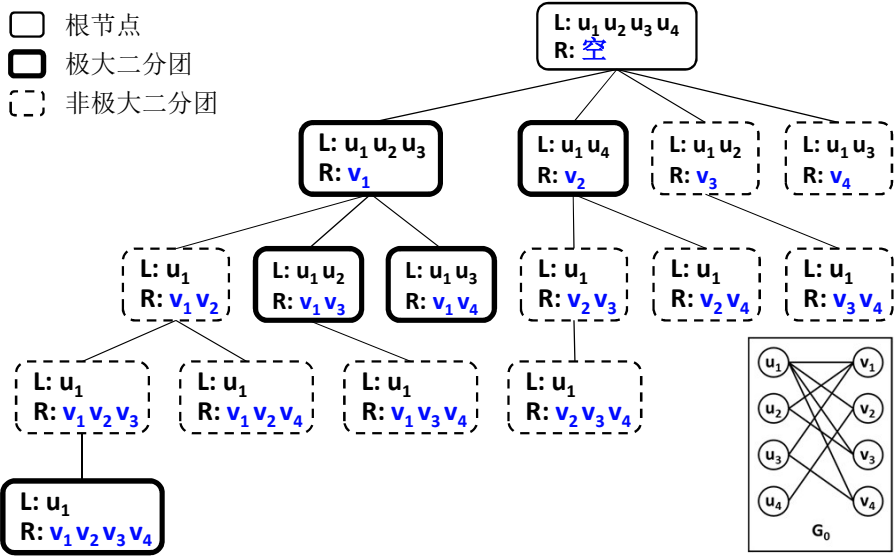 根节点
极大二分团
非极大二分团
L: u₁ u₂ u₃ u₄
R: 空
L: u₁ u₂ u₃
R: v₁
L: u₁ u₄
R: v₂
L: u₁ u₂
R: v₃
L: u₁ u₃
R: v₄
L: u₁
R: v₁ v₂
L: u₁ u₂
R: v₁ v₃
L: u₁ u₃
R: v₁ v₄
L: u₁
R: v₂ v₃
L: u₁
R: v₂ v₄
L: u₁
R: v₃ v₄
L: u₁
R: v₁ v₂ v₃
L: u₁
R: v₁ v₂ v₄
L: u₁
R: v₁ v₃ v₄
L: u₁
R: v₂ v₃ v₄
L: u₁
R: v₁ v₂ v₃ v₄
u₁ v₁
u₂ v₂
u₃ v₃
u₄ v₄
G₀